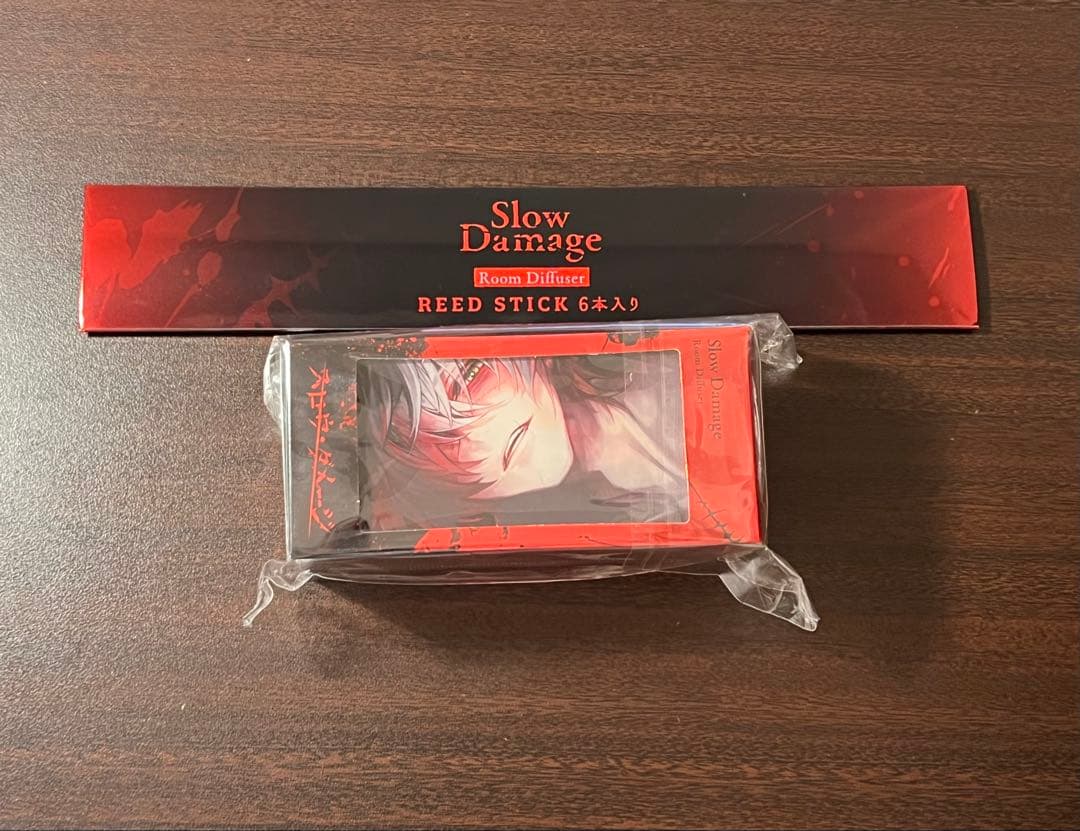 Slow
Damage
Room Diffuser
REED STICK 6本入り
スロウ・ダメージ
Slow Damage
Room Diffuser